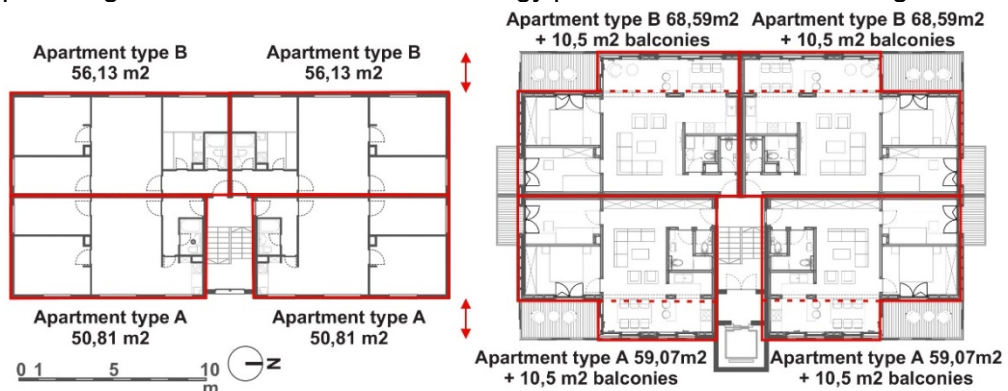 Apartment type B
56,13 m2
Apartment type B
56,13 m2
Apartment type B 68,59m2
+ 10,5 m2 balconies
Apartment type B 68,59m2
+ 10,5 m2 balconies
Apartment type A
50,81 m2
Apartment type A
50,81 m2
Apartment type A 59,07m2
+ 10,5 m2 balconies
Apartment type A 59,07m2
+ 10,5 m2 balconies
0 1 5 10
m
N